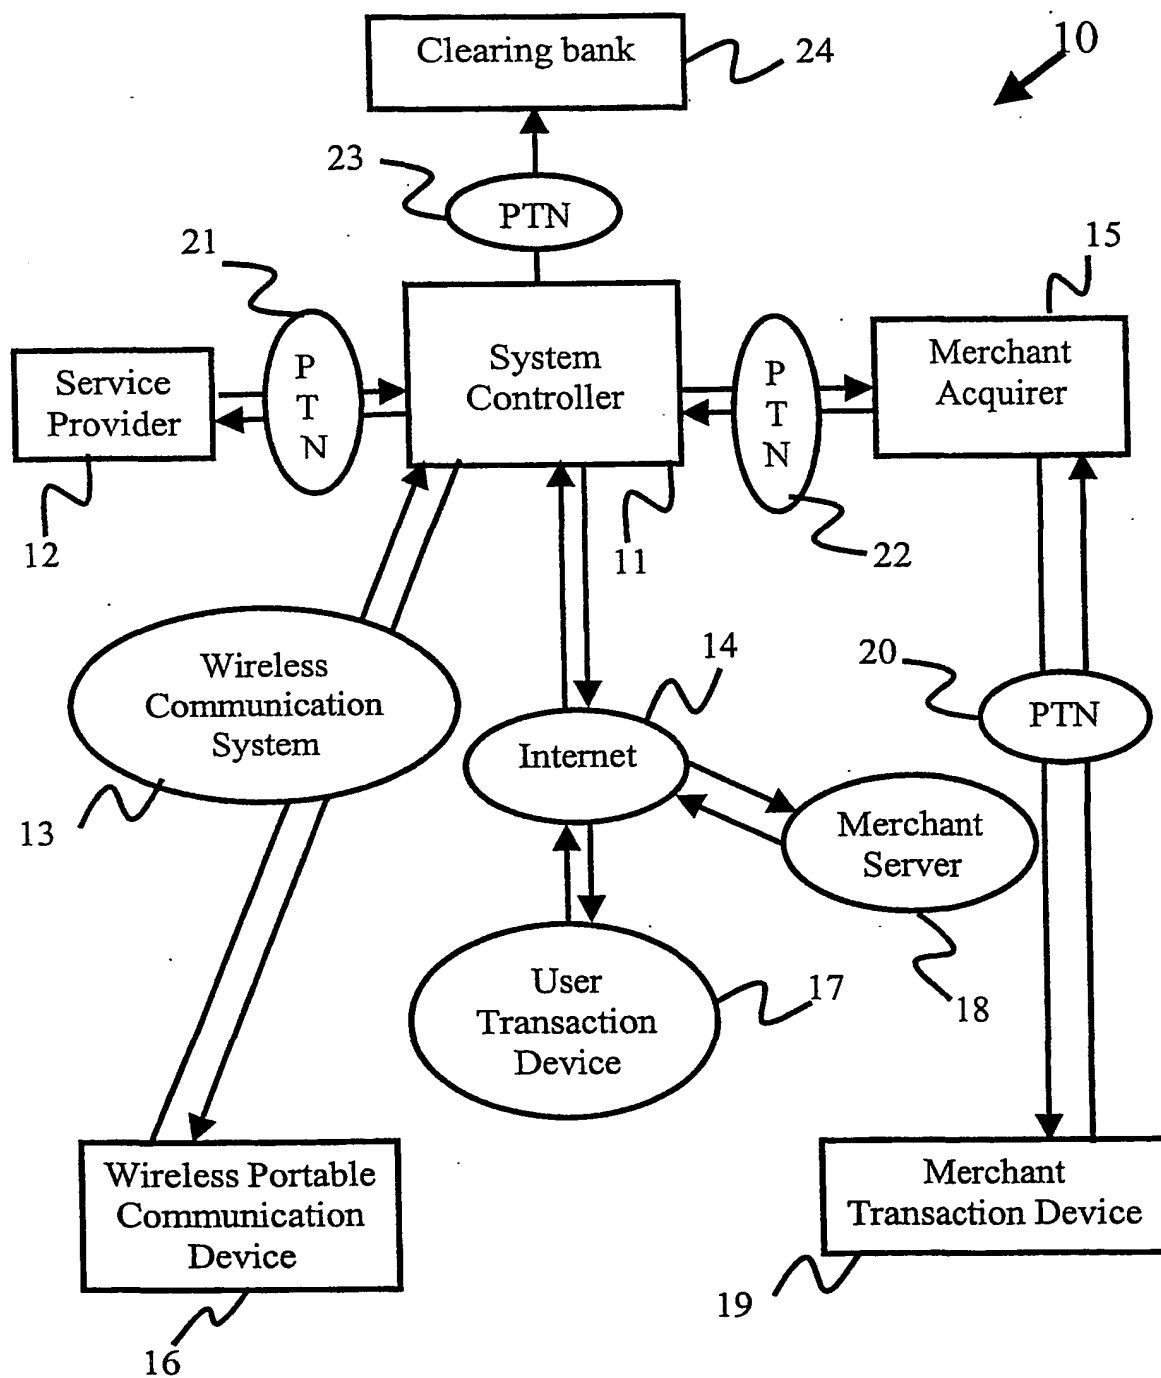 Clearing bank
24
10
23
PTN
21
15
Service
Provider
P
T
N
System
Controller
P
T
N
Merchant
Acquirer
12
11
22
Wireless
Communication
System
14
20
PTN
Internet
13
Merchant
Server
User
Transaction
Device
17
18
Wireless Portable
Communication
Device
Merchant
Transaction Device
19
16